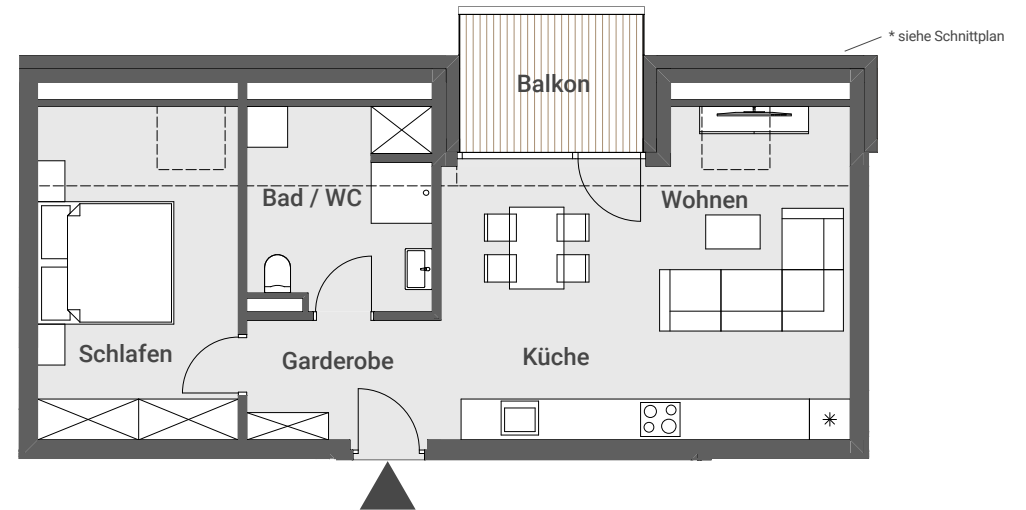 * siehe Schnittplan
Balkon
Bad / WC
Wohnen
Schlafen
Garderobe
Küche